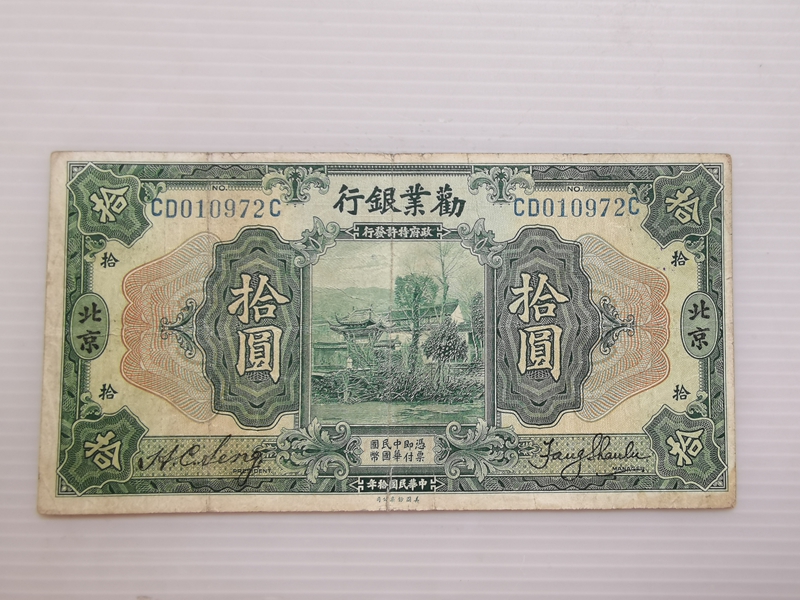 勸業銀行
NO.
CD010972C
NO.
CD010972C
政府特許發行
拾
拾
拾
拾
拾圓
拾圓
北京
北京
拾
拾
拾
拾
憑票即付中華民國國幣
PRESIDENT
MANAGER
中華民國拾年